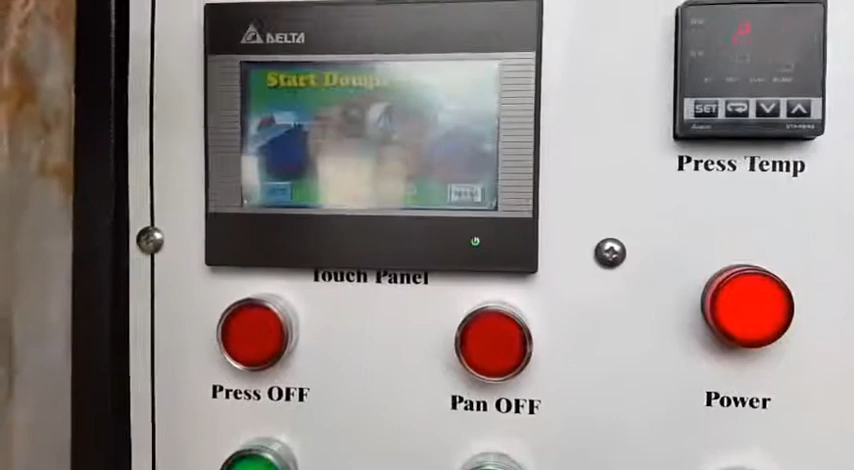 DELTA
Start Dough
SET
Press Temp
Touch Panel
Press OFF
Pan OFF
Power